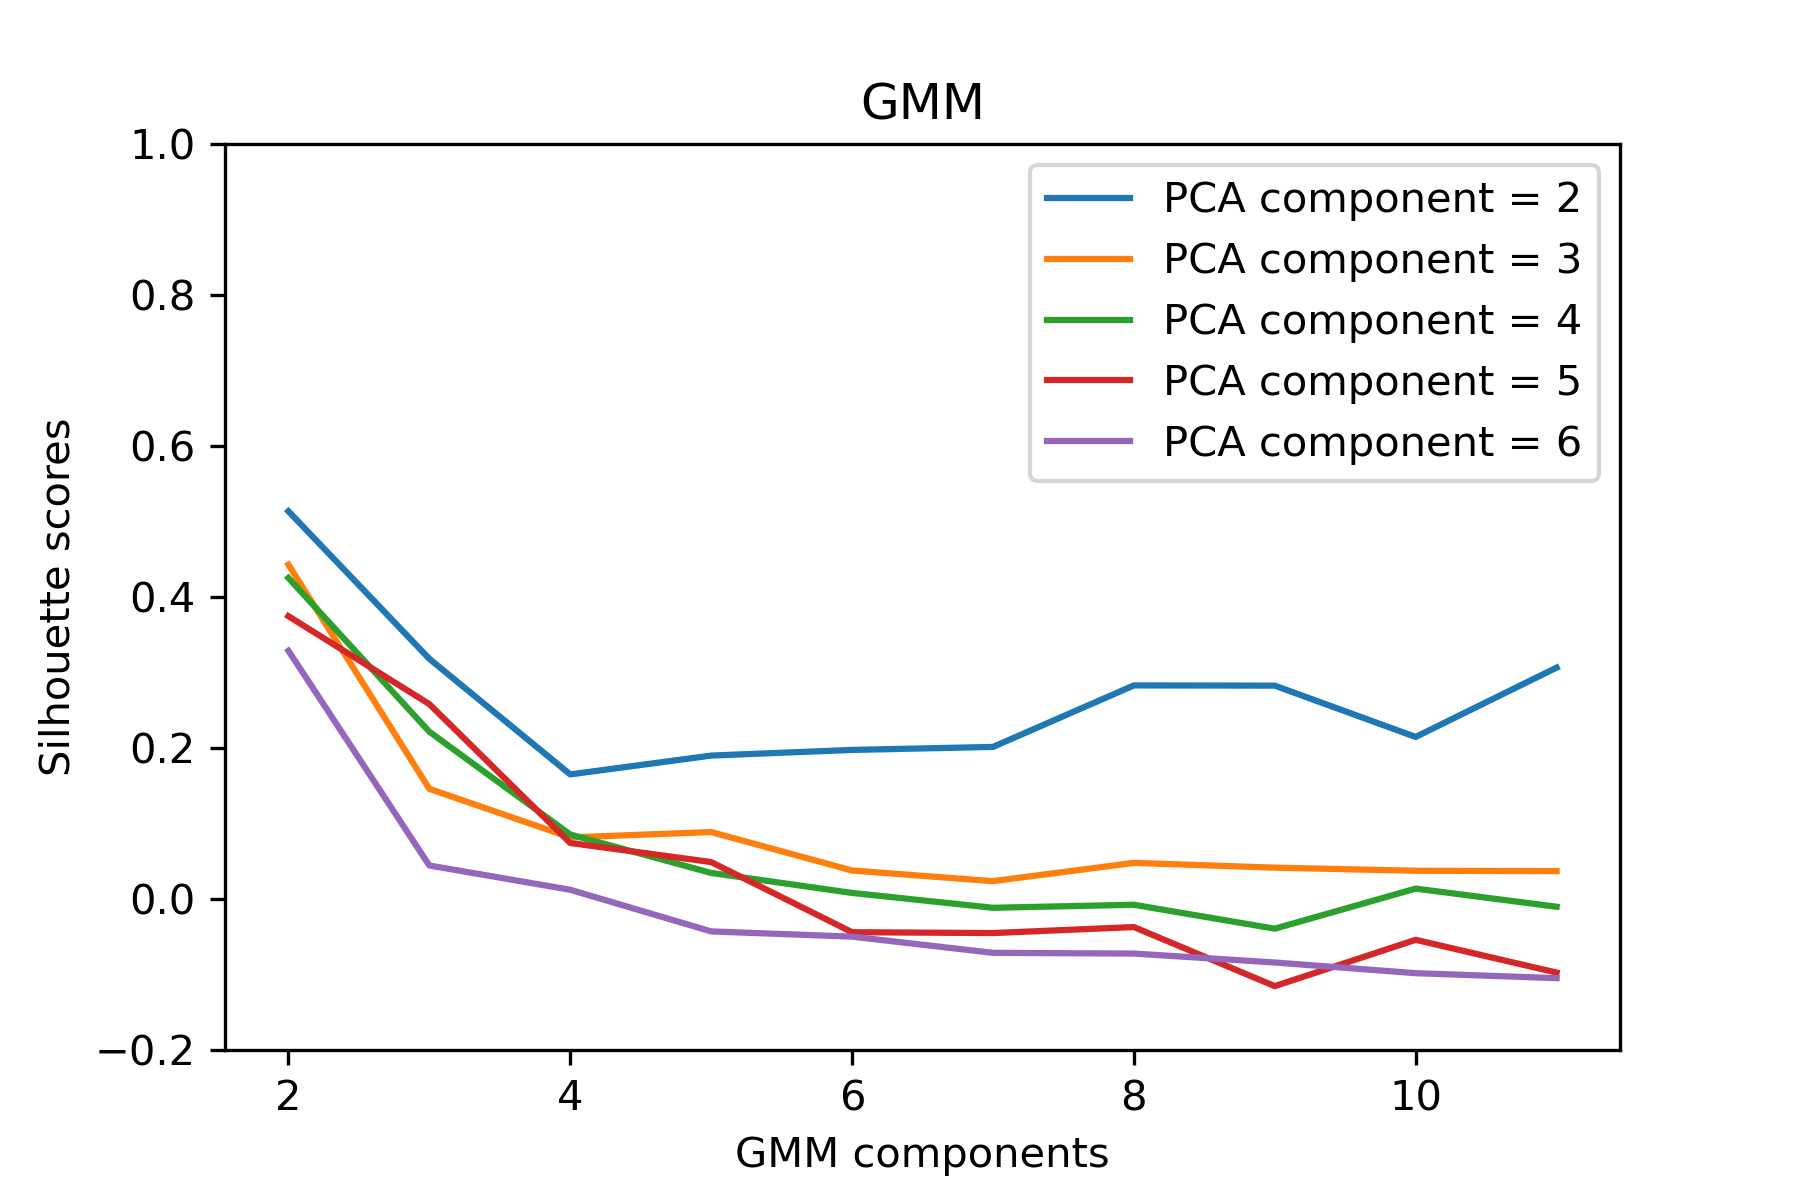 GMM
1.0
0.8
0.6
0.4
0.2
0.0
−0.2
Silhouette scores
PCA component = 2
PCA component = 3
PCA component = 4
PCA component = 5
PCA component = 6
2 4 6 8 10
GMM components